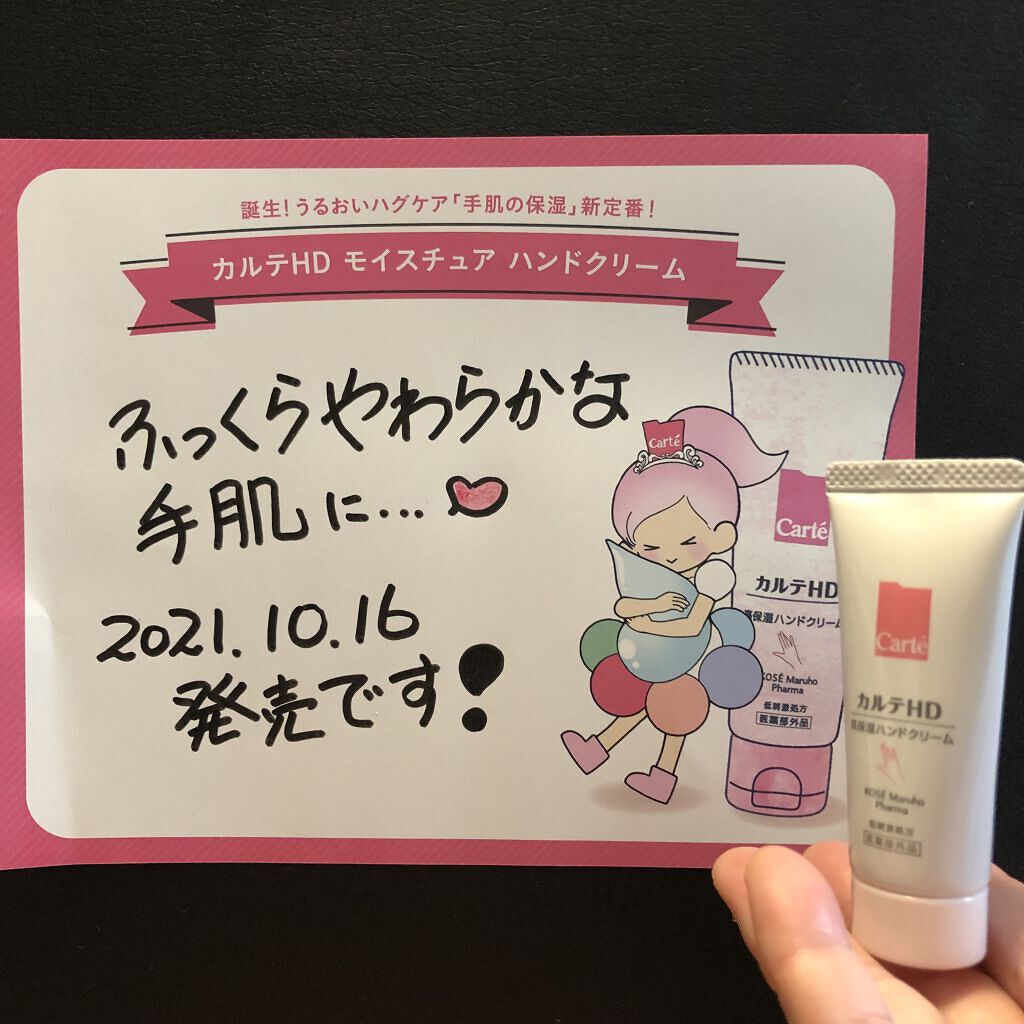 誕生!うるおいハグケア「手肌の保湿」新定番!
カルテHD モイスチュア ハンドクリーム
ふっくらやわらかな
手肌に…
2021.10.16
発売です!
Carté
Carté
カルテHD
高保湿ハンドクリーム
KOSÉ Maruho
Pharma
低刺激処方
医薬部外品
Carté
カルテHD
高保湿ハンドクリーム
KOSÉ Maruho
Pharma
低刺激処方
医薬部外品